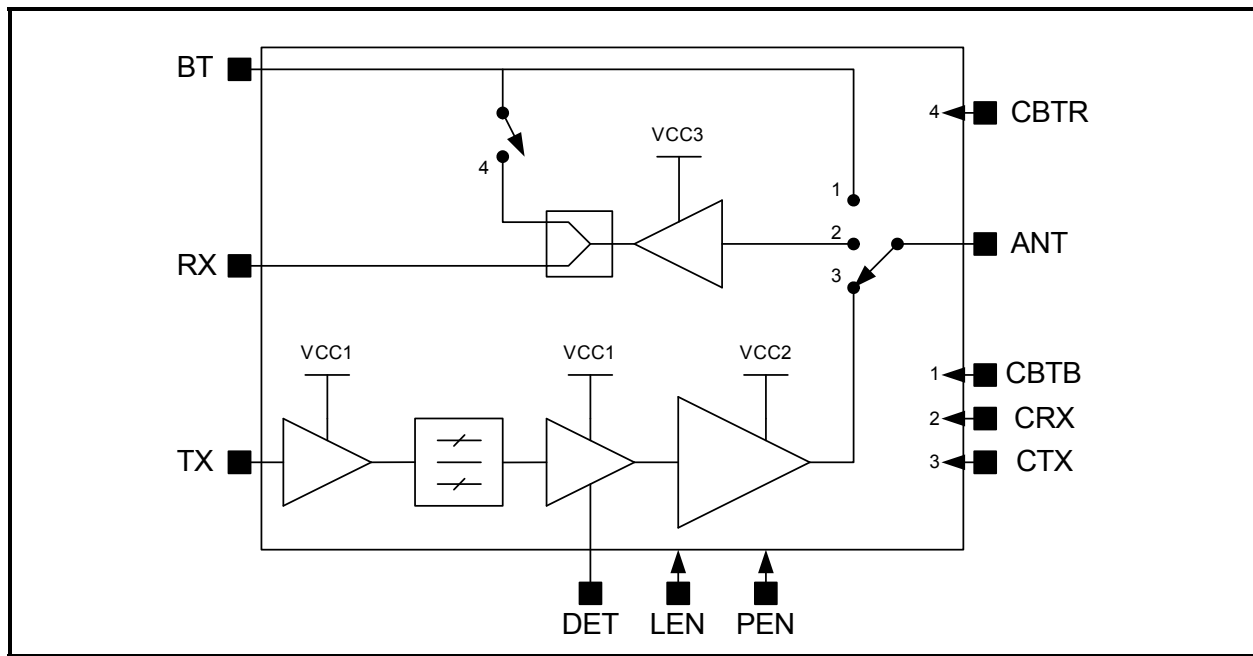 BT
4 CBTR
VCC3
4
1
2 ANT
RX
3
VCC1 VCC1 VCC2
1 CBTB
2 CRX
TX 3 CTX
DET LEN PEN